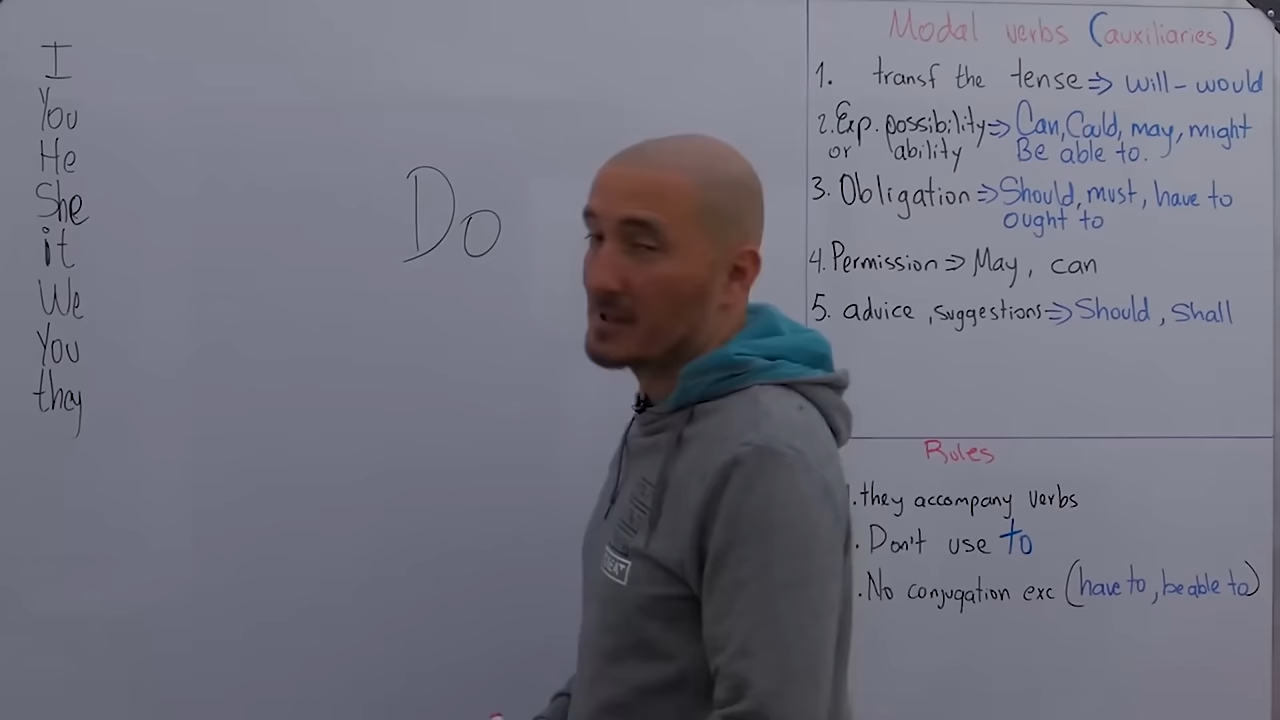 I
You
He
She
it
We
You
they
Do
Modal verbs (auxiliaries)
1. transf the tense ⇒ will - would
2. Exp. possibility ⇒ Can, Could, may, might
or ability Be able to.
3. Obligation ⇒ Should, must, have to
ought to
4. Permission ⇒ May, can
5. advice, suggestions ⇒ Should, Shall
Rules
1. they accompany verbs
. Don't use to
. No conjugation exc (have to, be able to)